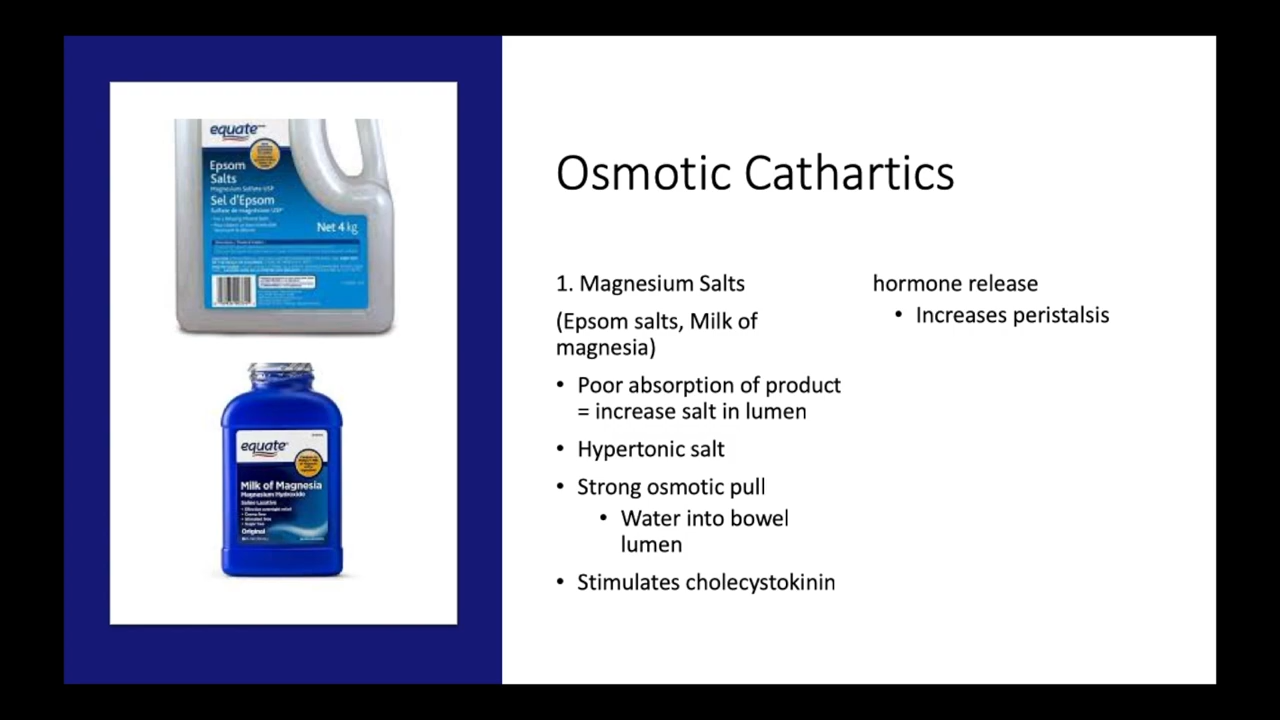 equate
Epsom
Salts
Magnesium Sulfate USP
Sel d'Epsom
Sulfate de magnésium USP
Net 4 kg
equate
Milk of Magnesia
Magnesium Hydroxide
Saline Laxative
Original
Osmotic Cathartics
1. Magnesium Salts
(Epsom salts, Milk of
magnesia)
• Poor absorption of product
= increase salt in lumen
• Hypertonic salt
• Strong osmotic pull
• Water into bowel
lumen
• Stimulates cholecystokinin
hormone release
• Increases peristalsis